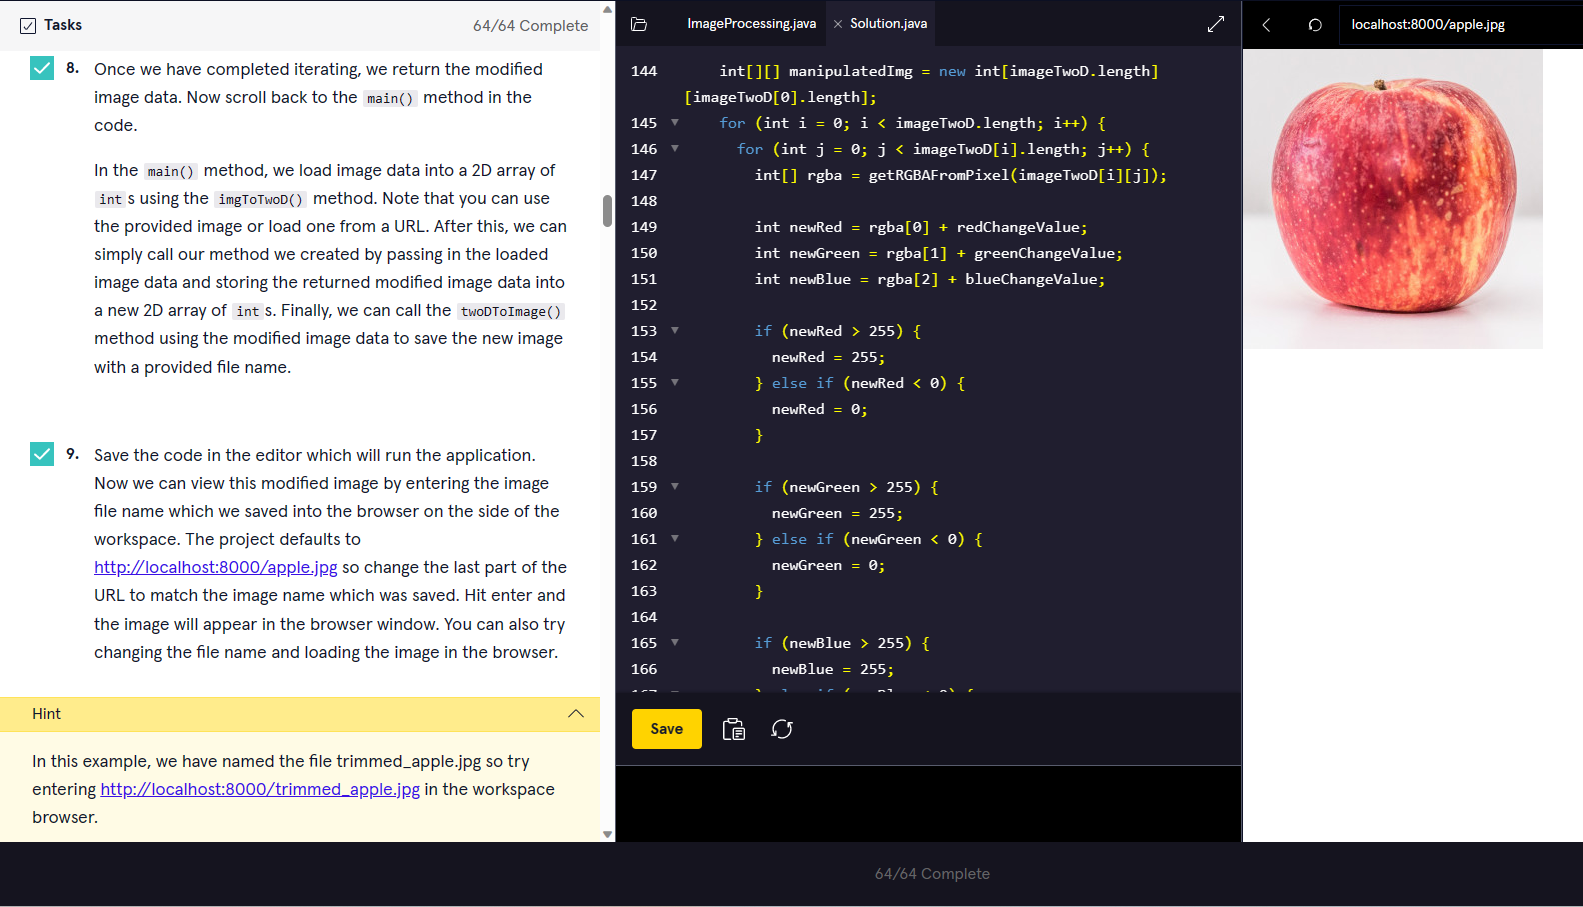 Tasks
64/64 Complete
8. Once we have completed iterating, we return the modified
image data. Now scroll back to the main() method in the
code.
In the main() method, we load image data into a 2D array of
int s using the imgToTwoD() method. Note that you can use
the provided image or load one from a URL. After this, we can
simply call our method we created by passing in the loaded
image data and storing the returned modified image data into
a new 2D array of int s. Finally, we can call the twoDToImage()
method using the modified image data to save the new image
with a provided file name.
9. Save the code in the editor which will run the application.
Now we can view this modified image by entering the image
file name which we saved into the browser on the side of the
workspace. The project defaults to
http://localhost:8000/apple.jpg so change the last part of the
URL to match the image name which was saved. Hit enter and
the image will appear in the browser window. You can also try
changing the file name and loading the image in the browser.
Hint
In this example, we have named the file trimmed_apple.jpg so try
entering http://localhost:8000/trimmed_apple.jpg in the workspace
browser.
ImageProcessing.java
Solution.java
144 int[][] manipulatedImg = new int[imageTwoD.length]
[imageTwoD[0].length];
145 for (int i = 0; i < imageTwoD.length; i++) {
146 for (int j = 0; j < imageTwoD[i].length; j++) {
147 int[] rgba = getRGBAFromPixel(imageTwoD[i][j]);
148
149 int newRed = rgba[0] + redChangeValue;
150 int newGreen = rgba[1] + greenChangeValue;
151 int newBlue = rgba[2] + blueChangeValue;
152
153 if (newRed > 255) {
154 newRed = 255;
155 } else if (newRed < 0) {
156 newRed = 0;
157 }
158
159 if (newGreen > 255) {
160 newGreen = 255;
161 } else if (newGreen < 0) {
162 newGreen = 0;
163 }
164
165 if (newBlue > 255) {
166 newBlue = 255;
Save
localhost:8000/apple.jpg
64/64 Complete